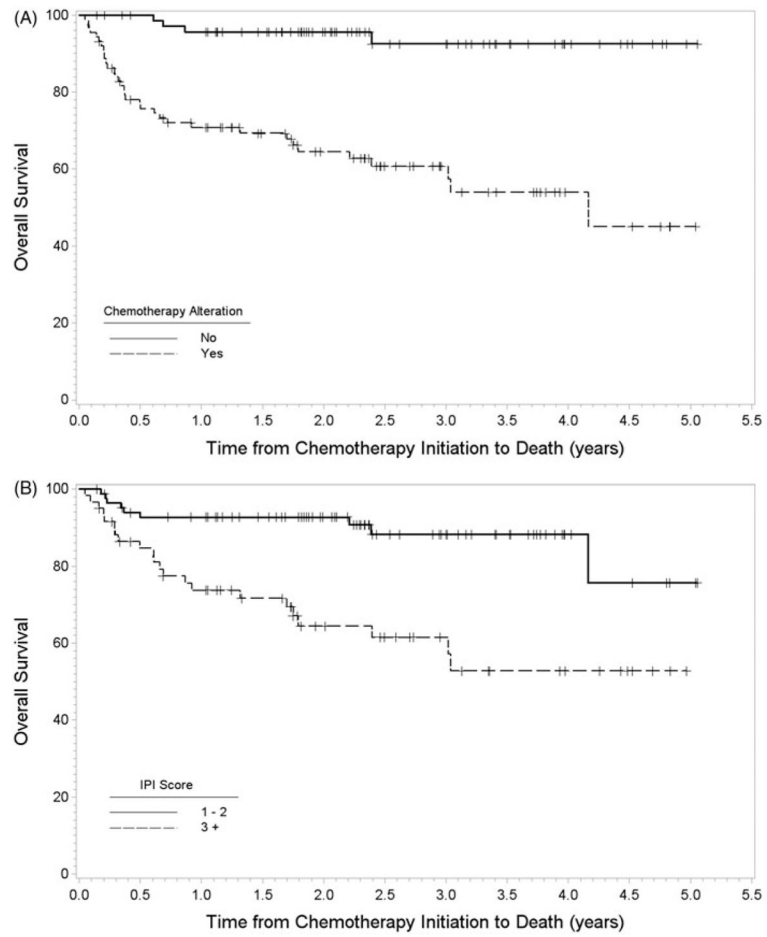 (A)
100
80
60
40
20
0
Overall Survival
Chemotherapy Alteration
No
Yes
0.0 0.5 1.0 1.5 2.0 2.5 3.0 3.5 4.0 4.5 5.0 5.5
Time from Chemotherapy Initiation to Death (years)
(B)
100
80
60
40
20
0
Overall Survival
IPI Score
1 - 2
3 +
0.0 0.5 1.0 1.5 2.0 2.5 3.0 3.5 4.0 4.5 5.0 5.5
Time from Chemotherapy Initiation to Death (years)